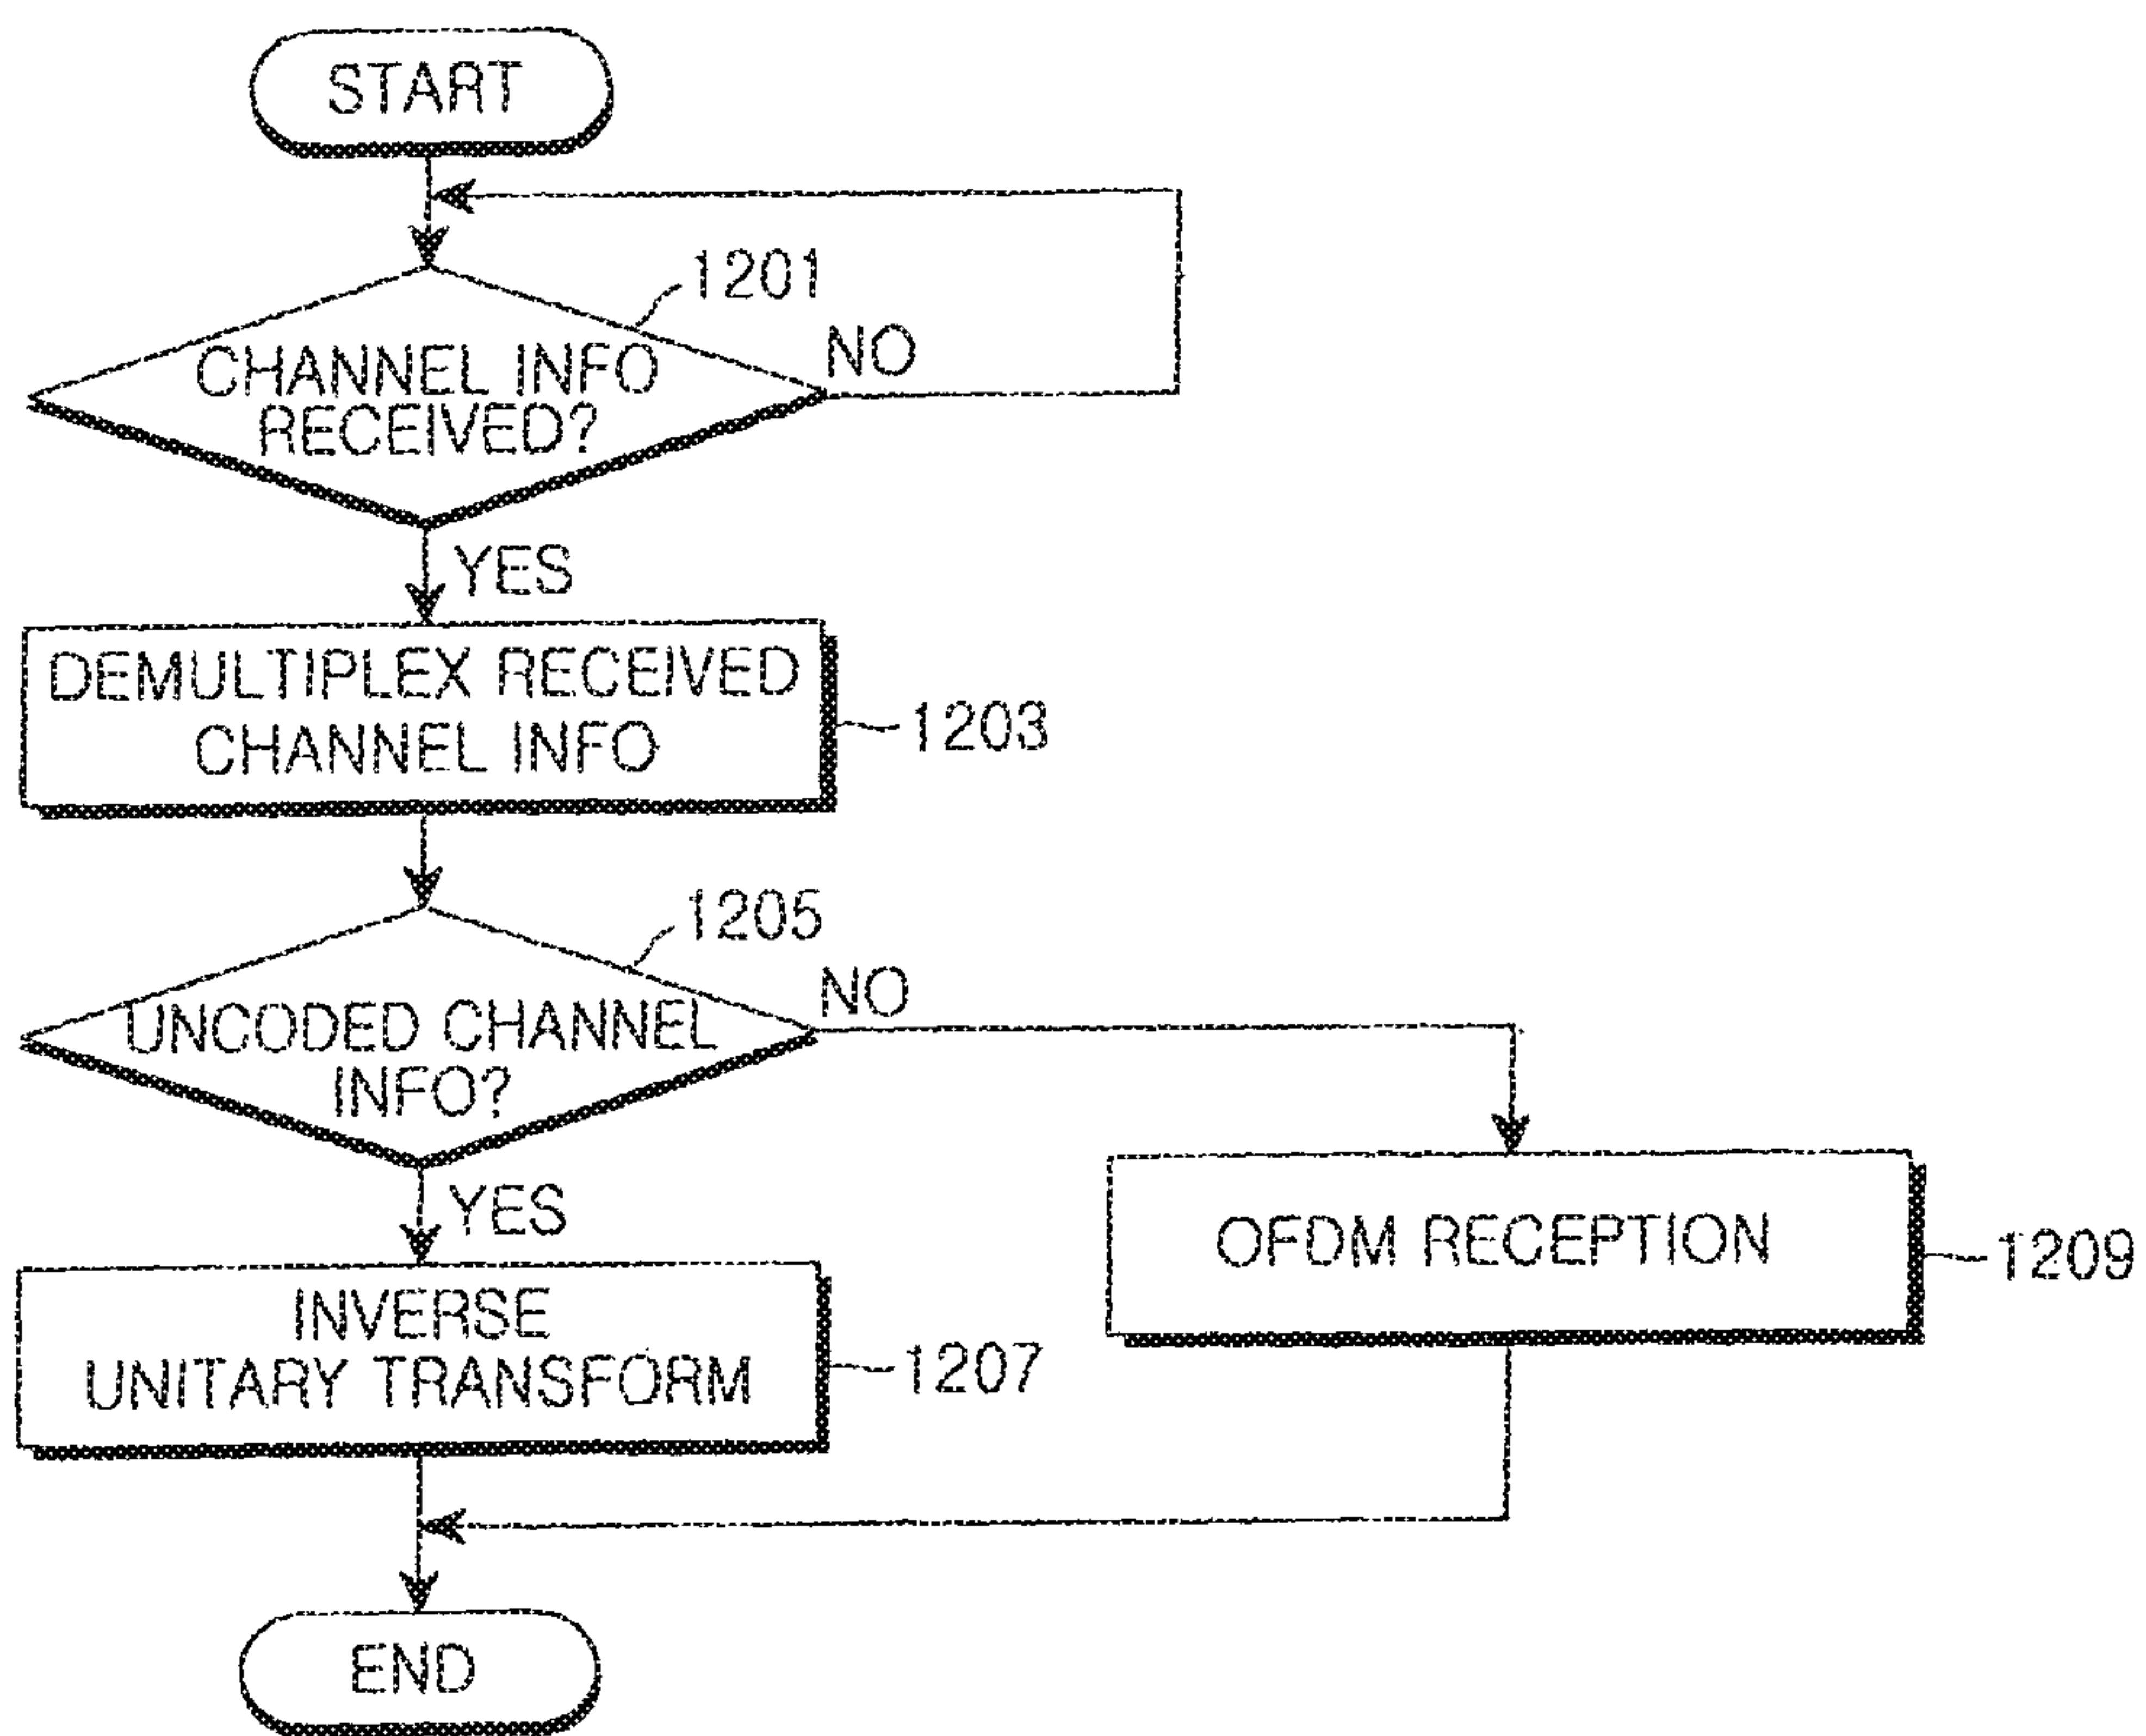 START
1201
CHANNEL INFO
RECEIVED?
NO
YES
DEMULTIPLEX RECEIVED
CHANNEL INFO
1203
1205
UNCODED CHANNEL
INFO?
NO
YES
OFDM RECEPTION
1209
INVERSE
UNITARY TRANSFORM
1207
END